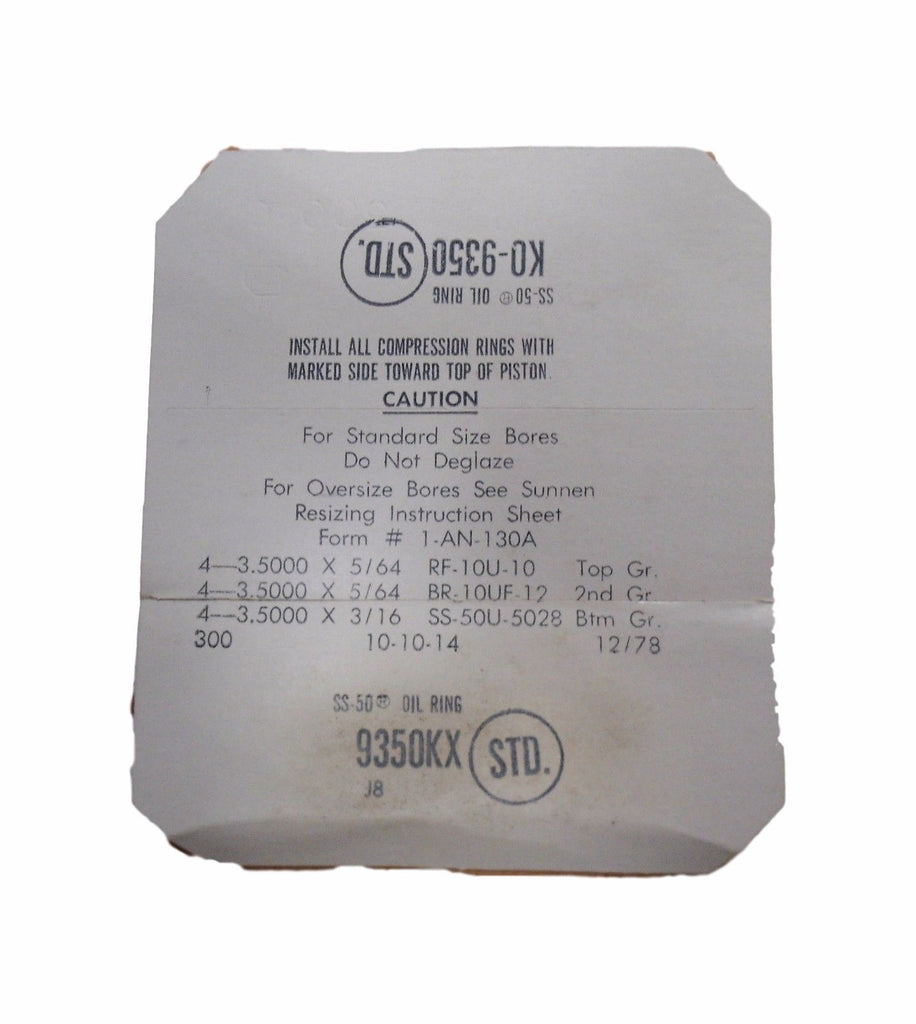 KO-9350 STD.
SS-50® OIL RING
INSTALL ALL COMPRESSION RINGS WITH
MARKED SIDE TOWARD TOP OF PISTON.
CAUTION
For Standard Size Bores
Do Not Deglaze
For Oversize Bores See Sunnen
Resizing Instruction Sheet
Form # 1-AN-130A
4—3.5000 X 5/64 RF-10U-10 Top Gr.
4—3.5000 X 5/64 BR-10UF-12 2nd Gr.
4—3.5000 X 3/16 SS-50U-5028 Btm Gr.
300 10-10-14 12/78
SS-50® OIL RING
9350KX STD.
J8